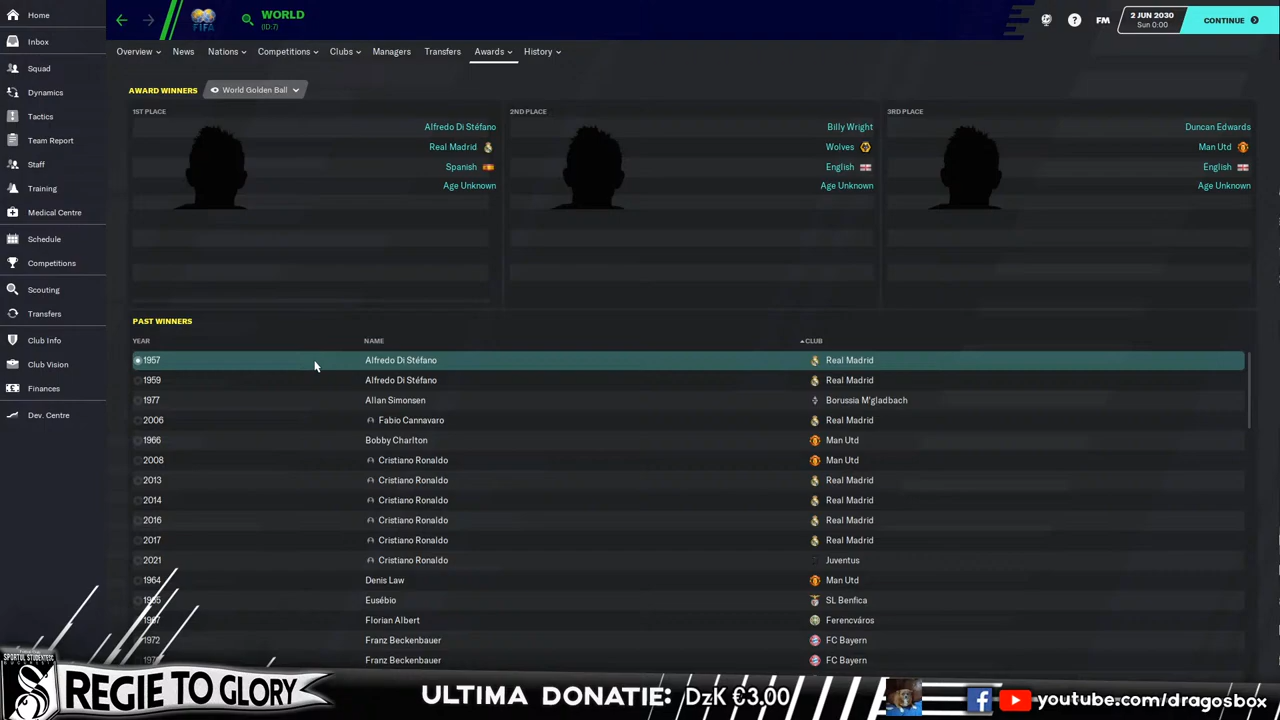 Home
Inbox
Squad
Dynamics
Tactics
Team Report
Staff
Training
Medical Centre
Schedule
Competitions
Scouting
Transfers
Club Info
Club Vision
Finances
Dev. Centre
FIFA
WORLD
(ID:7)
FM
2 JUN 2030
Sun 0:00
CONTINUE
Overview News Nations Competitions Clubs Managers Transfers Awards History
AWARD WINNERS World Golden Ball
1ST PLACE
Alfredo Di Stéfano
Real Madrid
Spanish
Age Unknown
2ND PLACE
Billy Wright
Wolves
English
Age Unknown
3RD PLACE
Duncan Edwards
Man Utd
English
Age Unknown
PAST WINNERS
YEAR NAME CLUB
1957 Alfredo Di Stéfano Real Madrid
1959 Alfredo Di Stéfano Real Madrid
1977 Allan Simonsen Borussia M'gladbach
2006 Fabio Cannavaro Real Madrid
1966 Bobby Charlton Man Utd
2008 Cristiano Ronaldo Man Utd
2013 Cristiano Ronaldo Real Madrid
2014 Cristiano Ronaldo Real Madrid
2016 Cristiano Ronaldo Real Madrid
2017 Cristiano Ronaldo Real Madrid
2021 Cristiano Ronaldo Juventus
1964 Denis Law Man Utd
1965 Eusébio SL Benfica
1967 Florian Albert Ferencváros
1972 Franz Beckenbauer FC Bayern
Franz Beckenbauer FC Bayern
SPORTUL STUDENTESC
REGIE TO GLORY
ULTIMA DONATIE: DzK €3.00
youtube.com/dragosbox